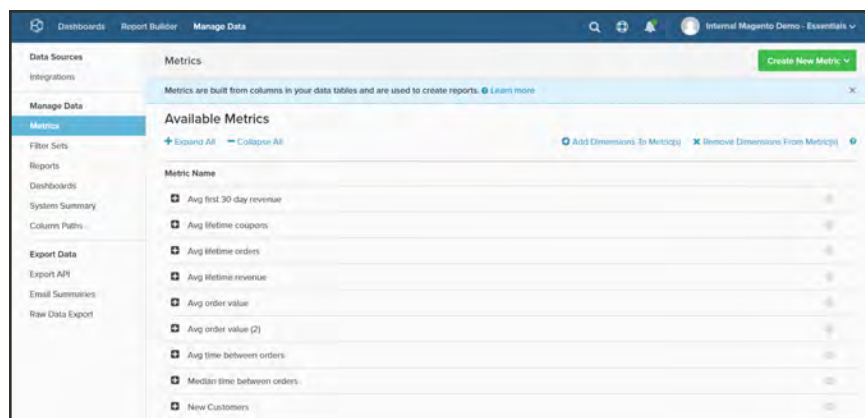 Dashboards Report Builder Manage Data Internal Magento Demo - Essentials
Data Sources
Integrations
Manage Data
Metrics
Filter Sets
Reports
Dashboards
System Summary
Column Paths
Export Data
Export API
Email Summaries
Raw Data Export
Metrics Create New Metric
Metrics are built from columns in your data tables and are used to create reports. Learn more
Available Metrics
Expand All Collapse All Add Dimensions To Metric(s) Remove Dimensions From Metric(s)
Metric Name
Avg first 30 day revenue
Avg lifetime coupons
Avg lifetime orders
Avg lifetime revenue
Avg order value
Avg order value (2)
Avg time between orders
Median time between orders
New Customers